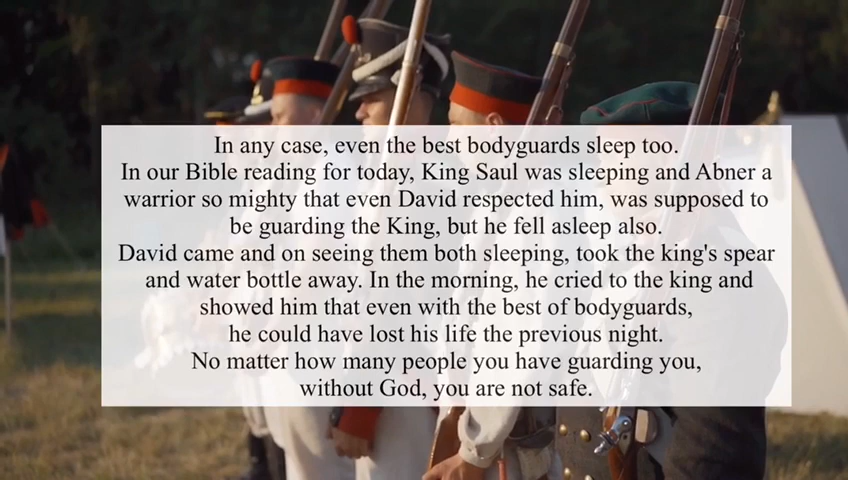 In any case, even the best bodyguards sleep too.
In our Bible reading for today, King Saul was sleeping and Abner a
warrior so mighty that even David respected him, was supposed to
be guarding the King, but he fell asleep also.
David came and on seeing them both sleeping, took the king's spear
and water bottle away. In the morning, he cried to the king and
showed him that even with the best of bodyguards,
he could have lost his life the previous night.
No matter how many people you have guarding you,
without God, you are not safe.